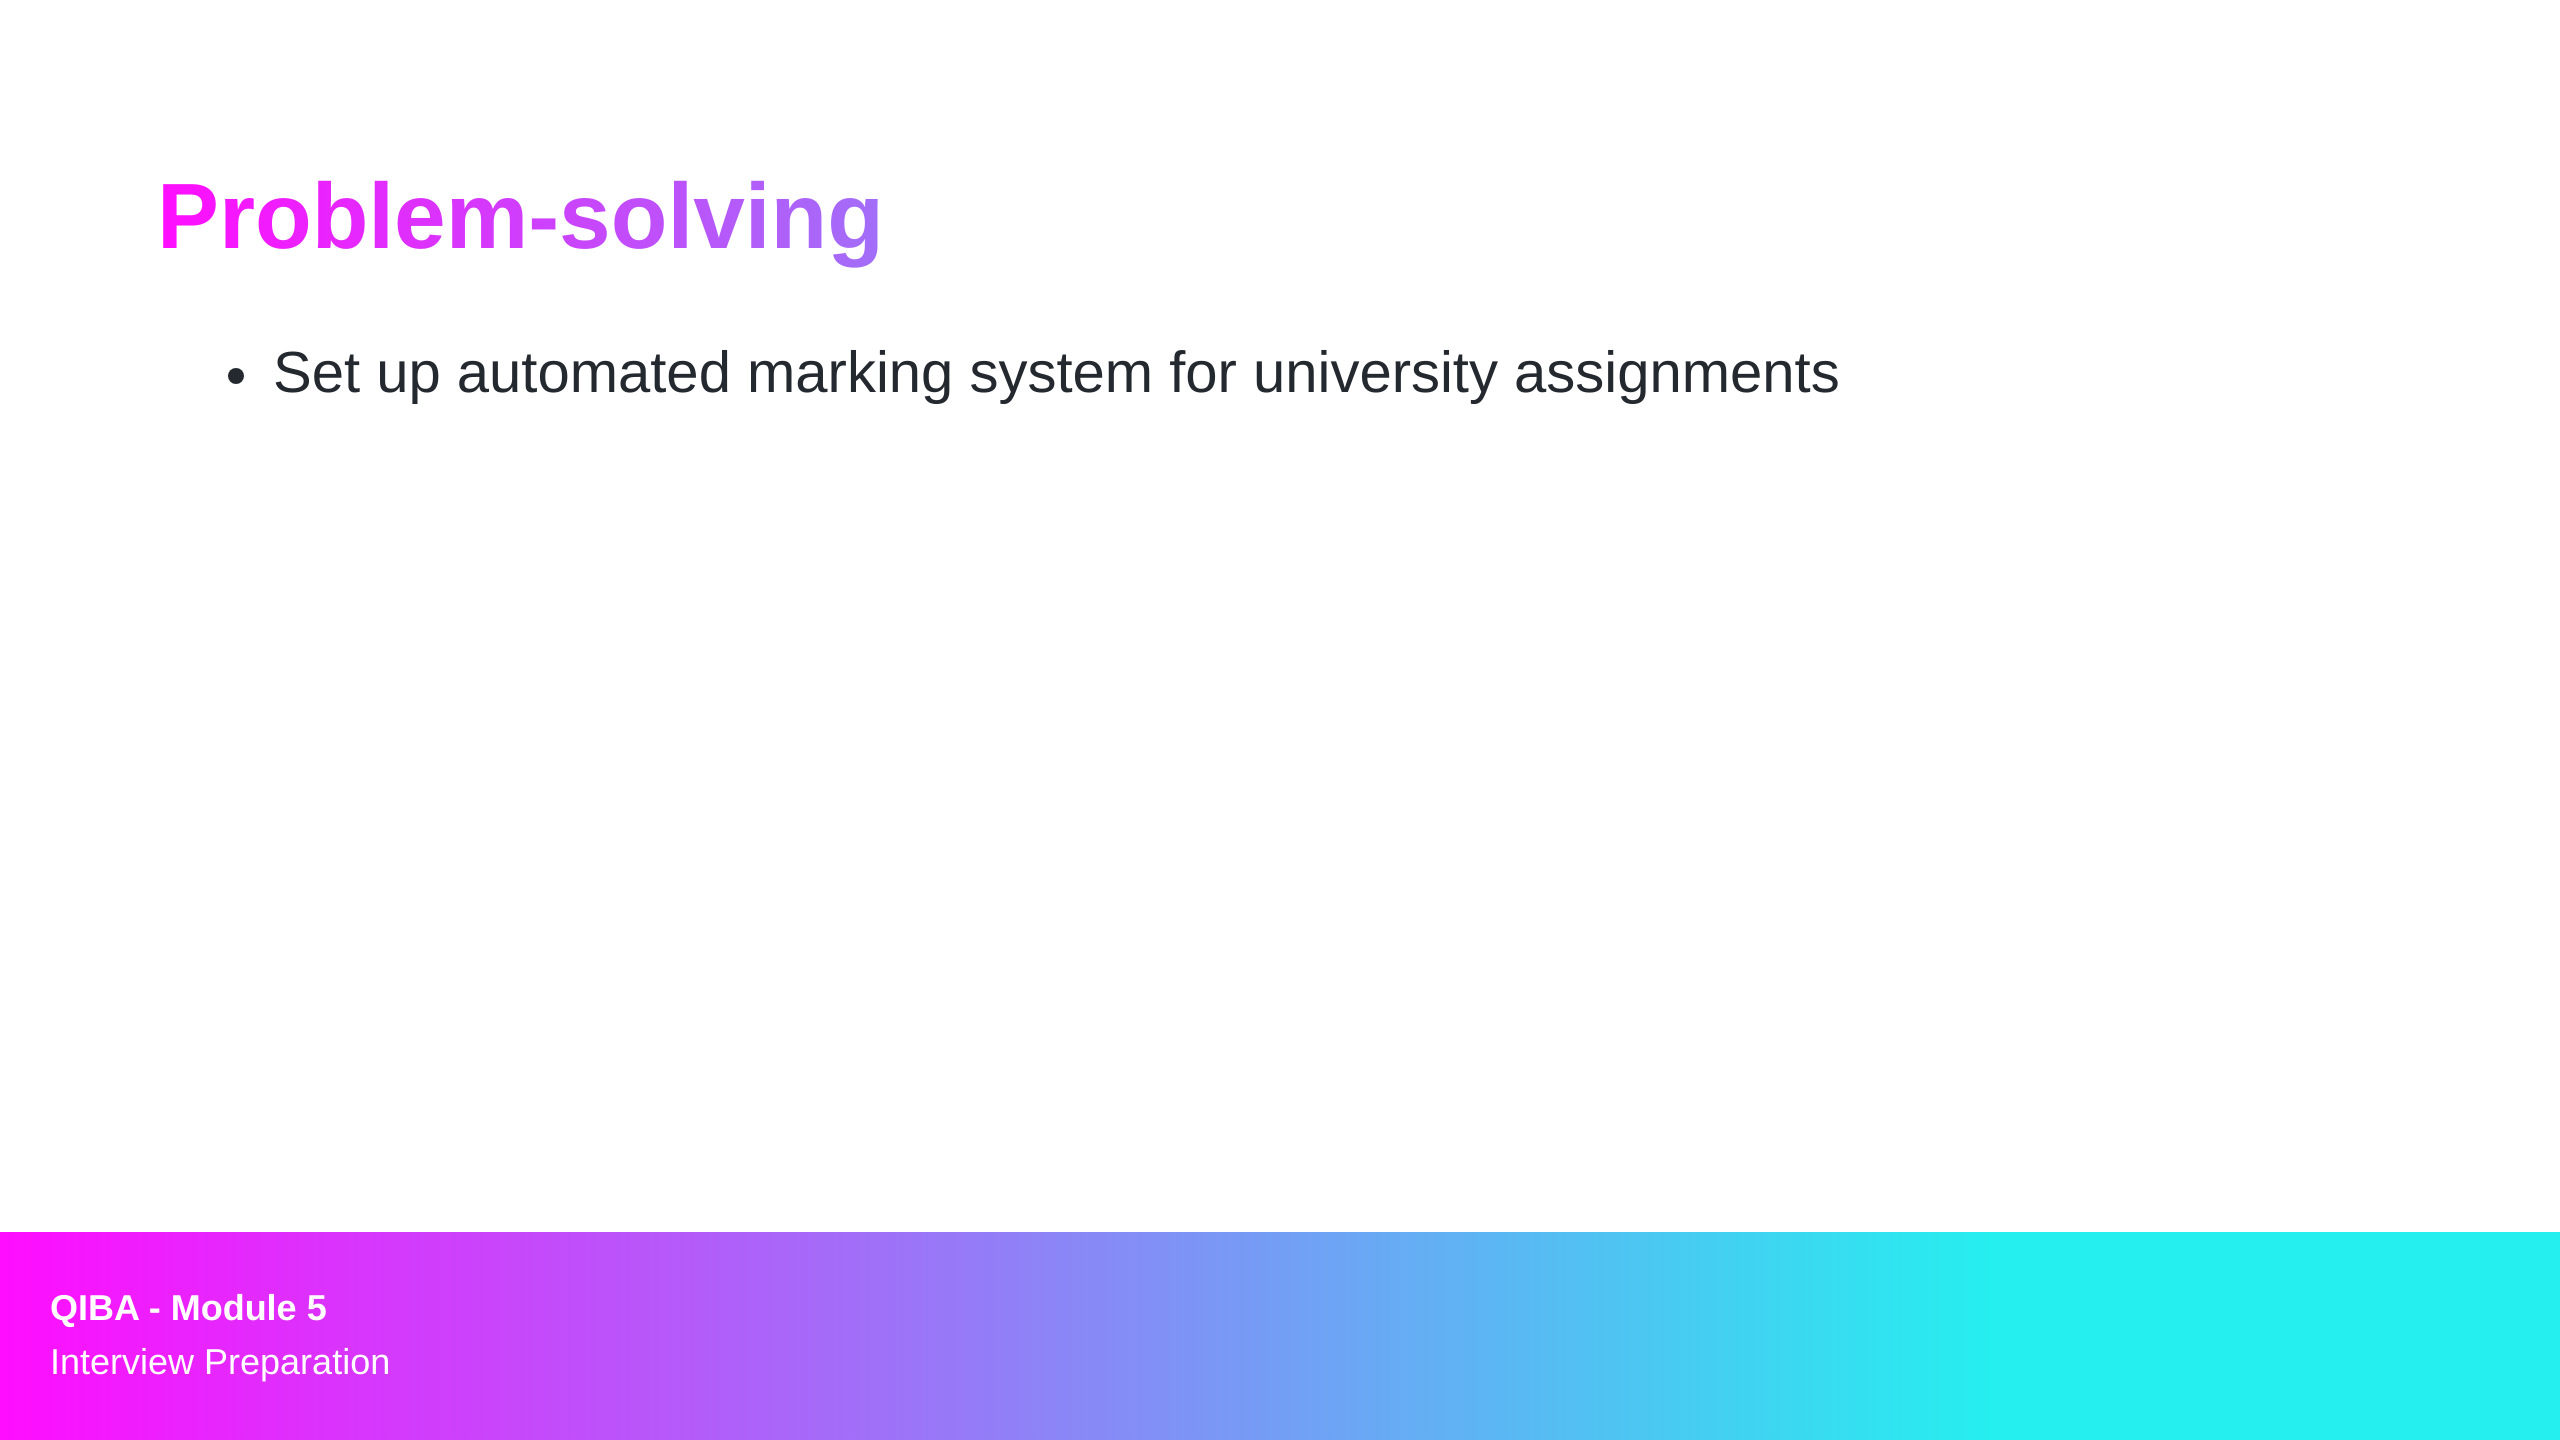 Problem-solving
• Set up automated marking system for university assignments
QIBA - Module 5
Interview Preparation